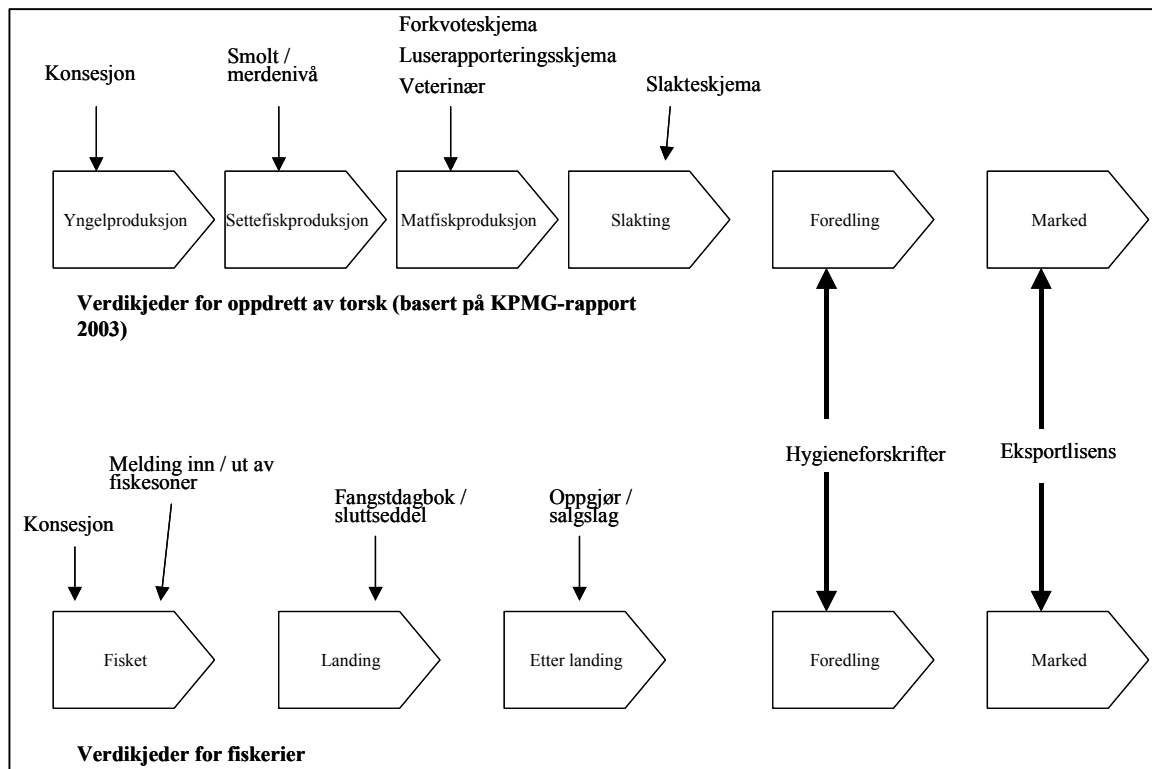 Forkvoteskjema
Luserapporteringsskjema
Veterinær
Konsesjon
Smolt /
merdenivå
Slakteskjema
Yngelproduksjon
Settefiskproduksjon
Matfiskproduksjon
Slakting
Foredling
Marked
Verdikjeder for oppdrett av torsk (basert på KPMG-rapport
2003)
Hygieneforskrifter
Eksportlisens
Melding inn / ut av
fiskesoner
Konsesjon
Fangstdagbok /
sluttseddel
Oppgjør /
salgslag
Fisket
Landing
Etter landing
Foredling
Marked
Verdikjeder for fiskerier